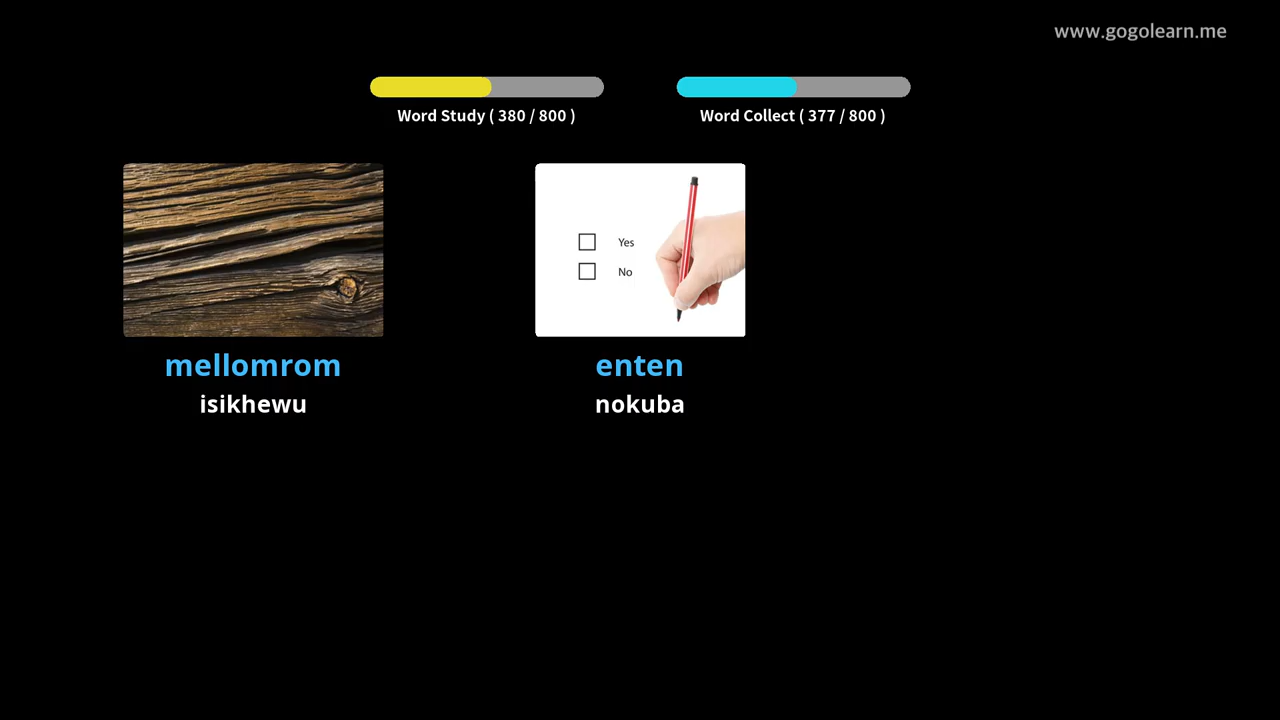 www.gogolearn.me
Word Study ( 380 / 800 )
Word Collect ( 377 / 800 )
Yes
No
mellomrom
isikhewu
enten
nokuba